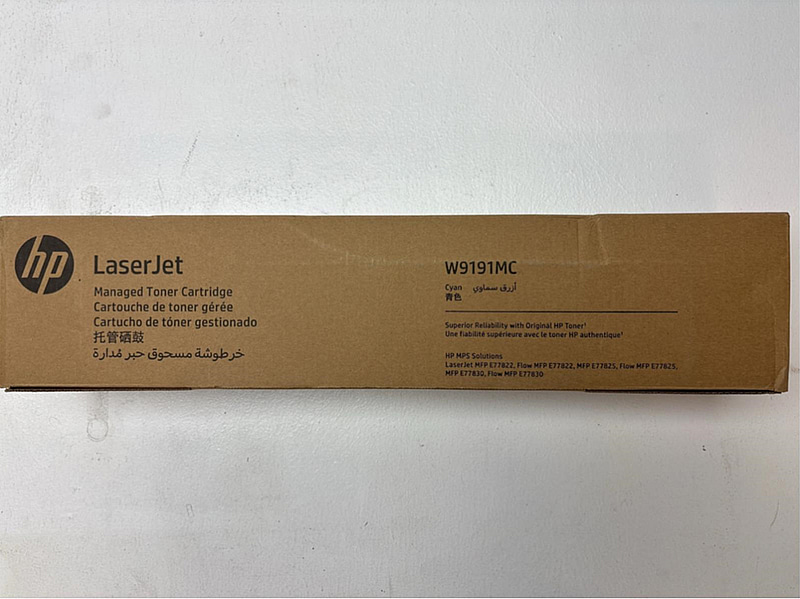 hp
LaserJet
Managed Toner Cartridge
Cartouche de toner gérée
Cartucho de tóner gestionado
托管硒鼓
خرطوشة مسحوق حبر مُدارة
W9191MC
Cyan أزرق سماوي
青色
Superior Reliability with Original HP Toner¹
Une fiabilité supérieure avec le toner HP authentique¹
HP MPS Solutions
LaserJet MFP E77822, Flow MFP E77822, MFP E77825, Flow MFP E77825,
MFP E77830, Flow MFP E77830